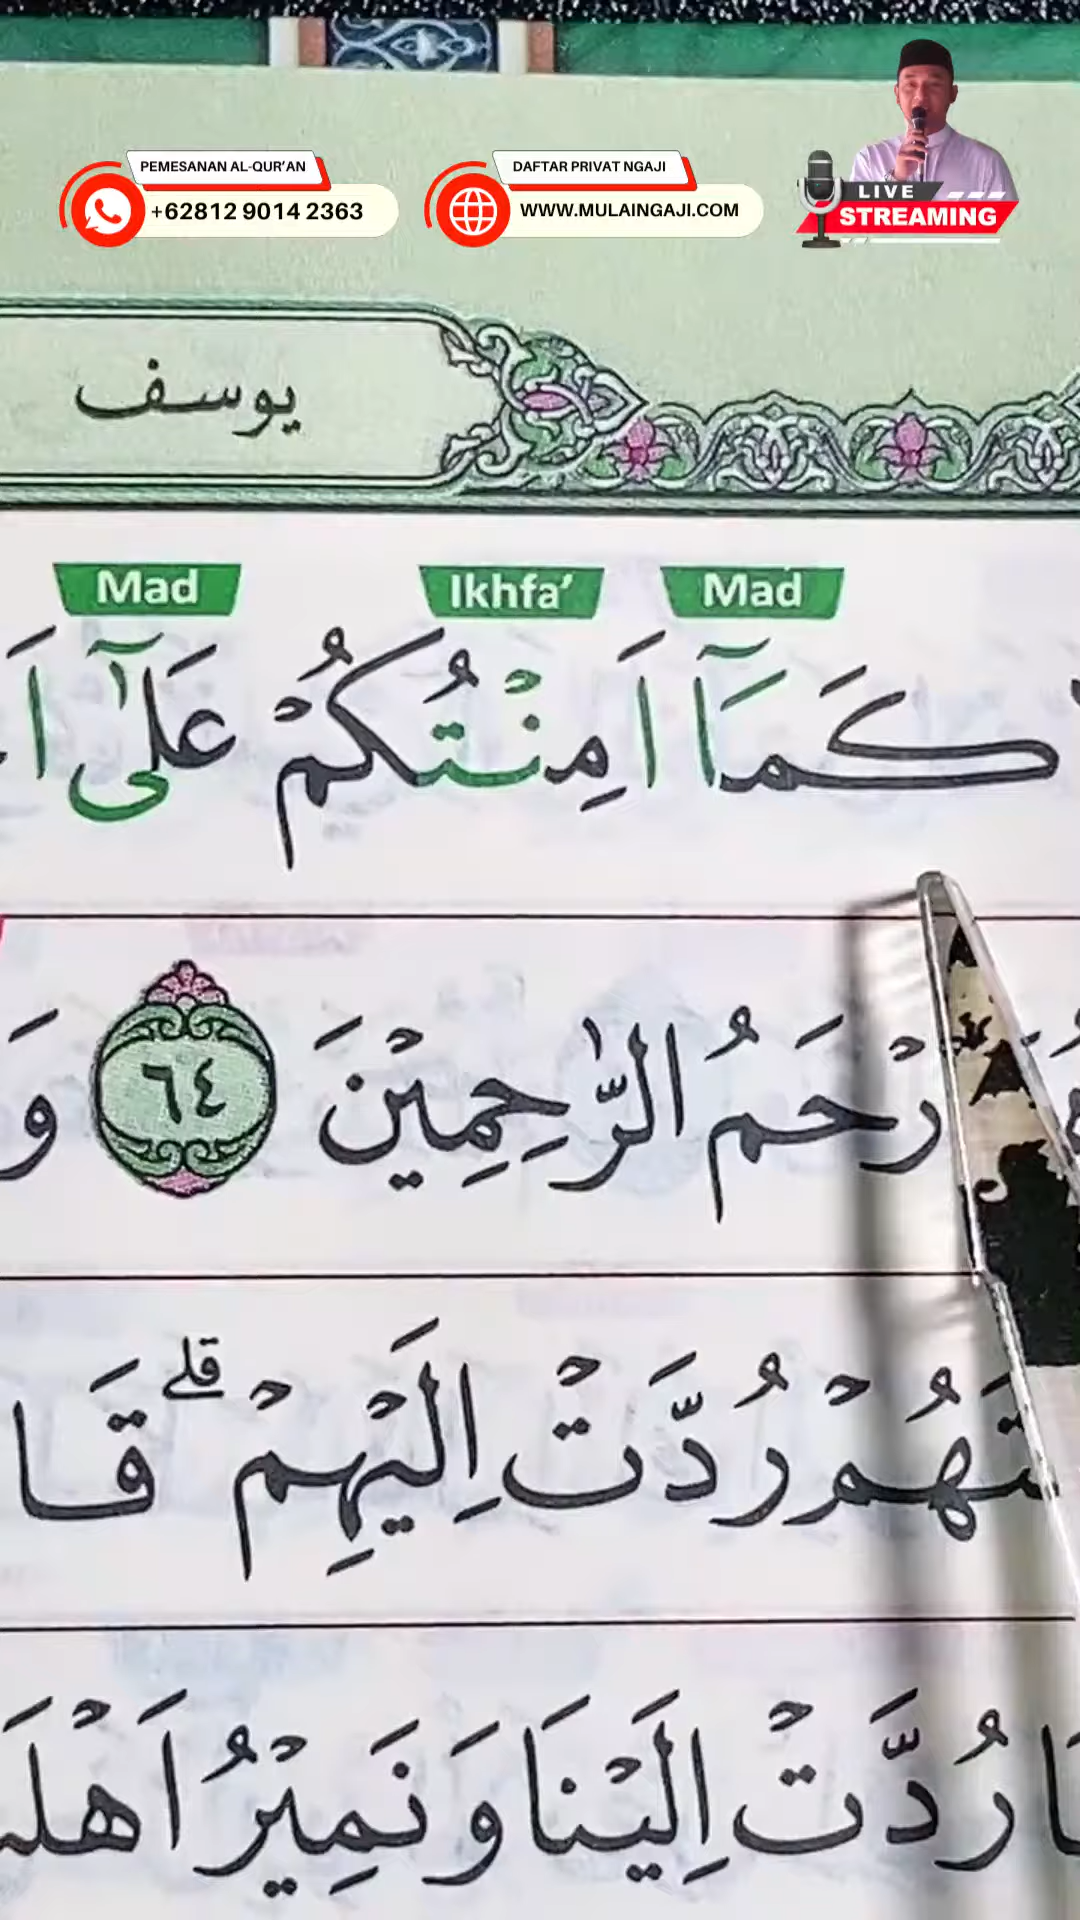 PEMESANAN AL-QUR'AN
+62812 9014 2363
DAFTAR PRIVAT NGAJI
WWW.MULAINGAJI.COM
LIVE
STREAMING
يوسف
Mad Ikhfa' Mad
كَمَآ اَمِنْتُكُمْ عَلٰٓى
رْحَمُ الرّٰحِمِيْنَ ٦٤ وَ
تَهُمْ رُدَّتْ اِلَيْهِمْ ۗ قَا
رُدَّتْ اِلَيْنَا وَنَمِيْرُ اَهْلَ